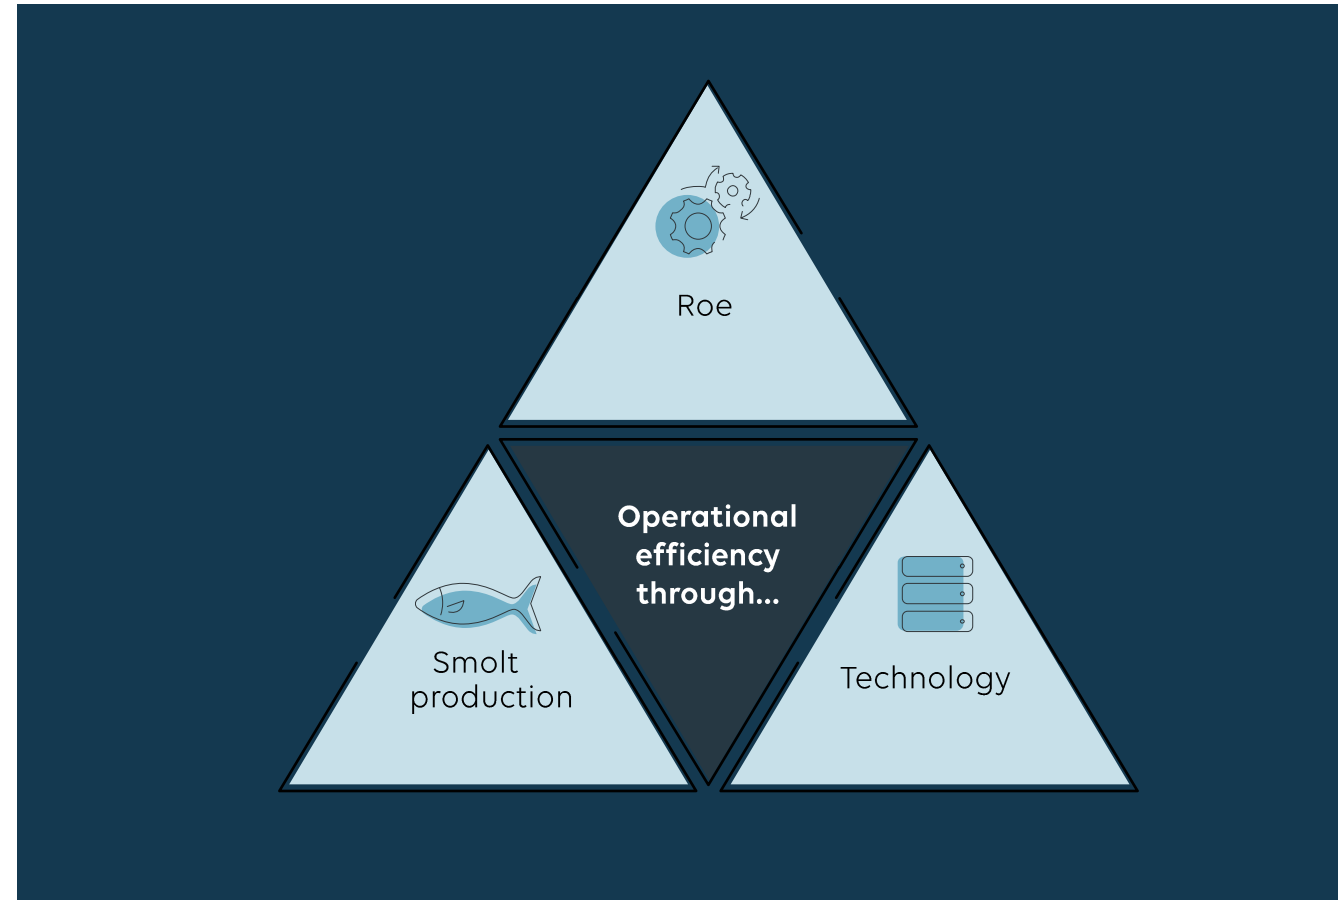 Roe
Operational
efficiency
through...
Smolt
production
Technology